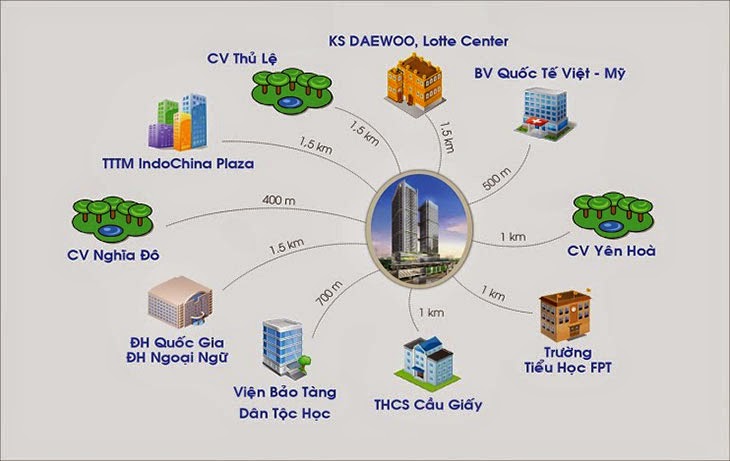 KS DAEWOO, Lotte Center
CV Thủ Lệ
BV Quốc Tế Việt - Mỹ
1,5 km
1,5 km
1,5 km
TTTM IndoChina Plaza
500 m
400 m
CV Nghĩa Đô
1 km
CV Yên Hoà
1.5 km
700 m
1 km
1 km
ĐH Quốc Gia
ĐH Ngoại Ngữ
Trường
Tiểu Học FPT
Viện Bảo Tàng
Dân Tộc Học
THCS Cầu Giấy